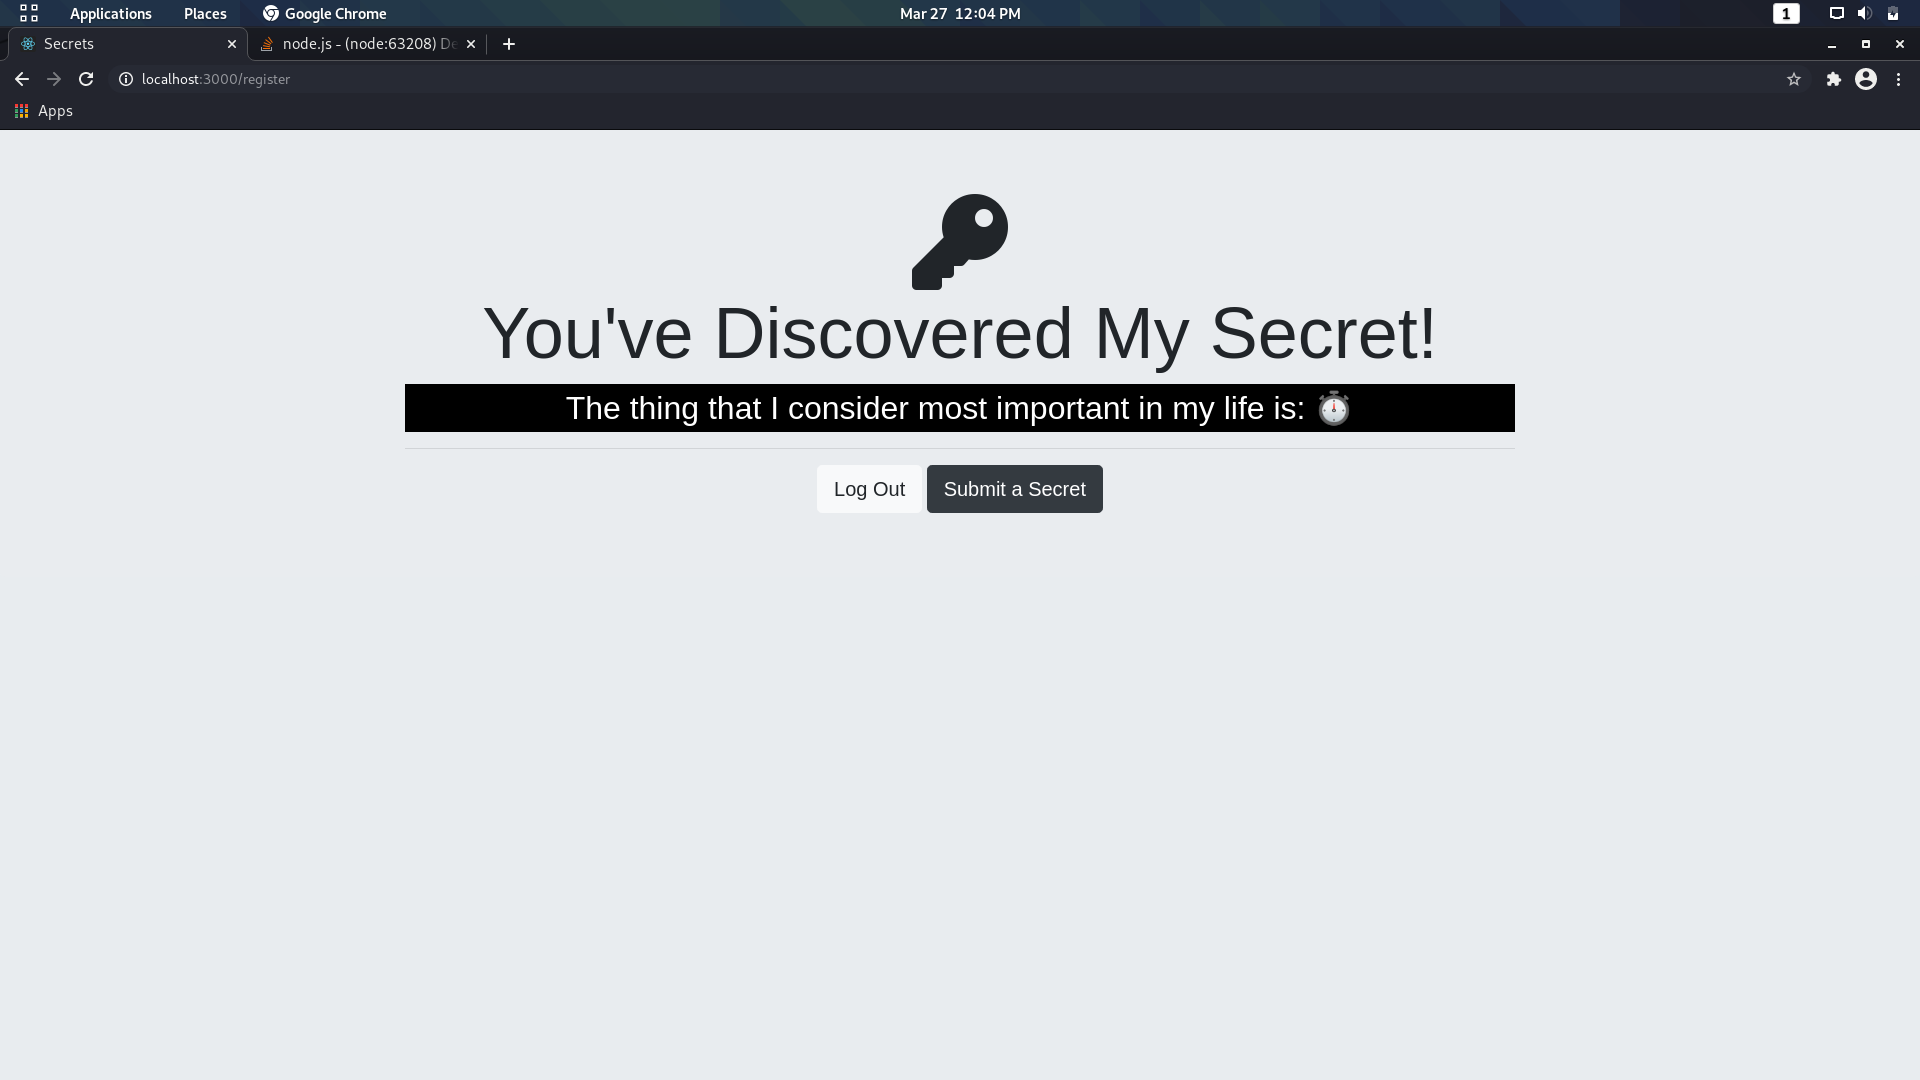 Applications Places Google Chrome Mar 27 12:04 PM 1
Secrets node.js - (node:63208) De
localhost:3000/register
Apps
You've Discovered My Secret!
The thing that I consider most important in my life is: ⏱️
Log Out Submit a Secret